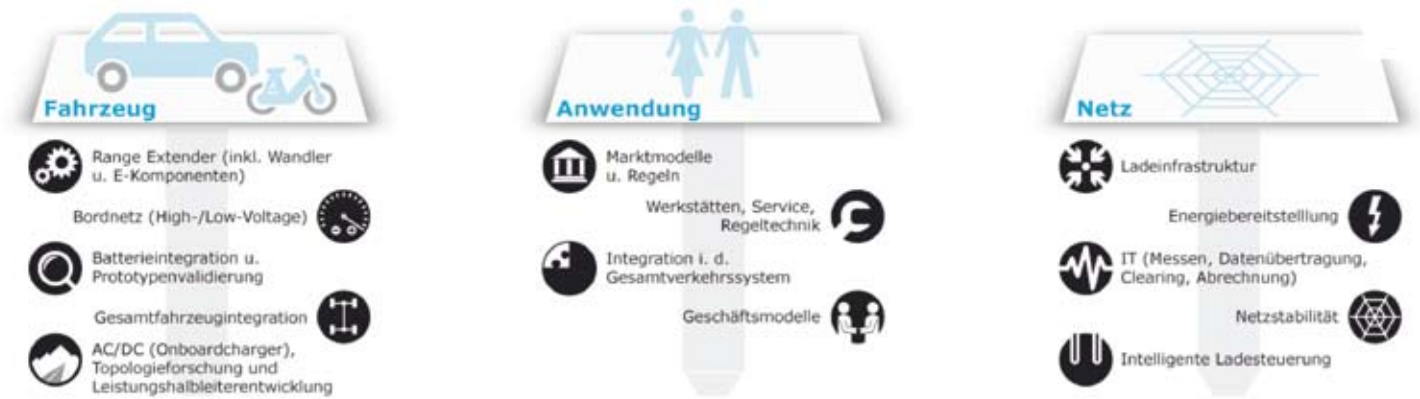 Fahrzeug
Range Extender (inkl. Wandler
u. E-Komponenten)
Bordnetz (High-/Low-Voltage)
Batterieintegration u.
Prototypenvalidierung
Gesamtfahrzeugintegration
AC/DC (Onboardcharger),
Topologieforschung und
Leistungshalbleiterentwicklung
Anwendung
Marktmodelle
u. Regeln
Werkstätten, Service,
Regeltechnik
Integration i. d.
Gesamtverkehrssystem
Geschäftsmodelle
Netz
Ladeinfrastruktur
Energiebereitstelllung
IT (Messen, Datenübertragung,
Clearing, Abrechnung)
Netzstabilität
Intelligente Ladesteuerung